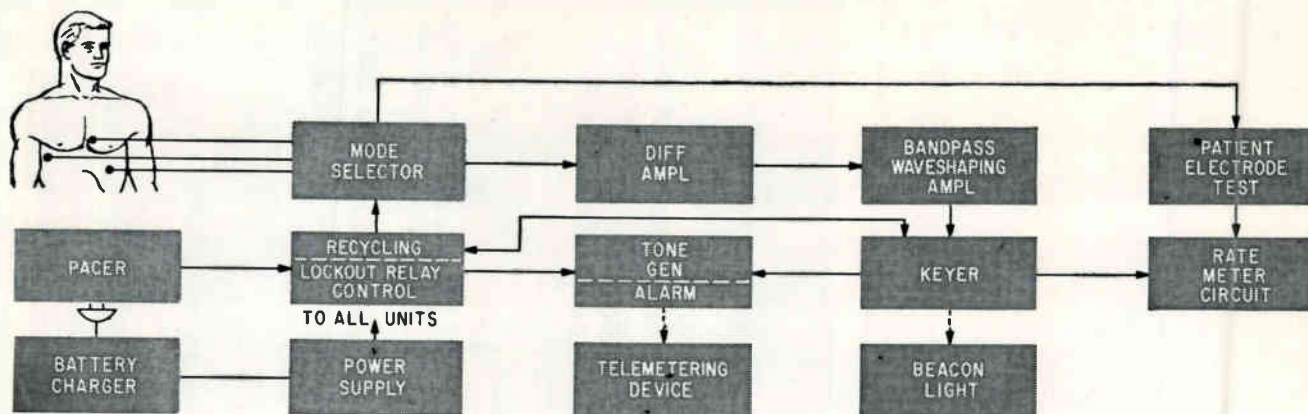 MODE
SELECTOR
DIFF
AMPL
BANDPASS
WAVESHAPING
AMPL
PATIENT
ELECTRODE
TEST
PACER
RECYCLING
LOCKOUT RELAY
CONTROL
TONE
GEN
ALARM
KEYER
RATE
METER
CIRCUIT
TO ALL UNITS
BATTERY
CHARGER
POWER
SUPPLY
TELEMETERING
DEVICE
BEACON
LIGHT